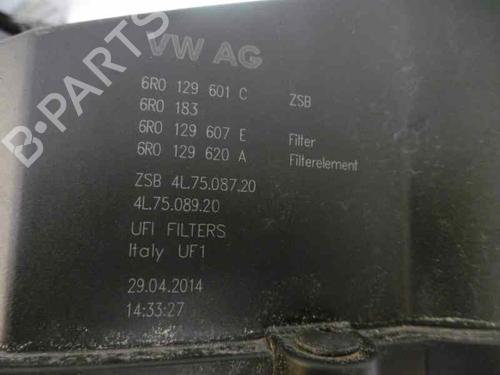 B-PARTS
VW AG
6R0 129 601 C ZSB
6R0 183
6R0 129 607 E Filter
6R0 129 620 A Filterelement
ZSB 4L.75.087.20
4L.75.089.20
UFI FILTERS
Italy UF1
29.04.2014
14:33:27